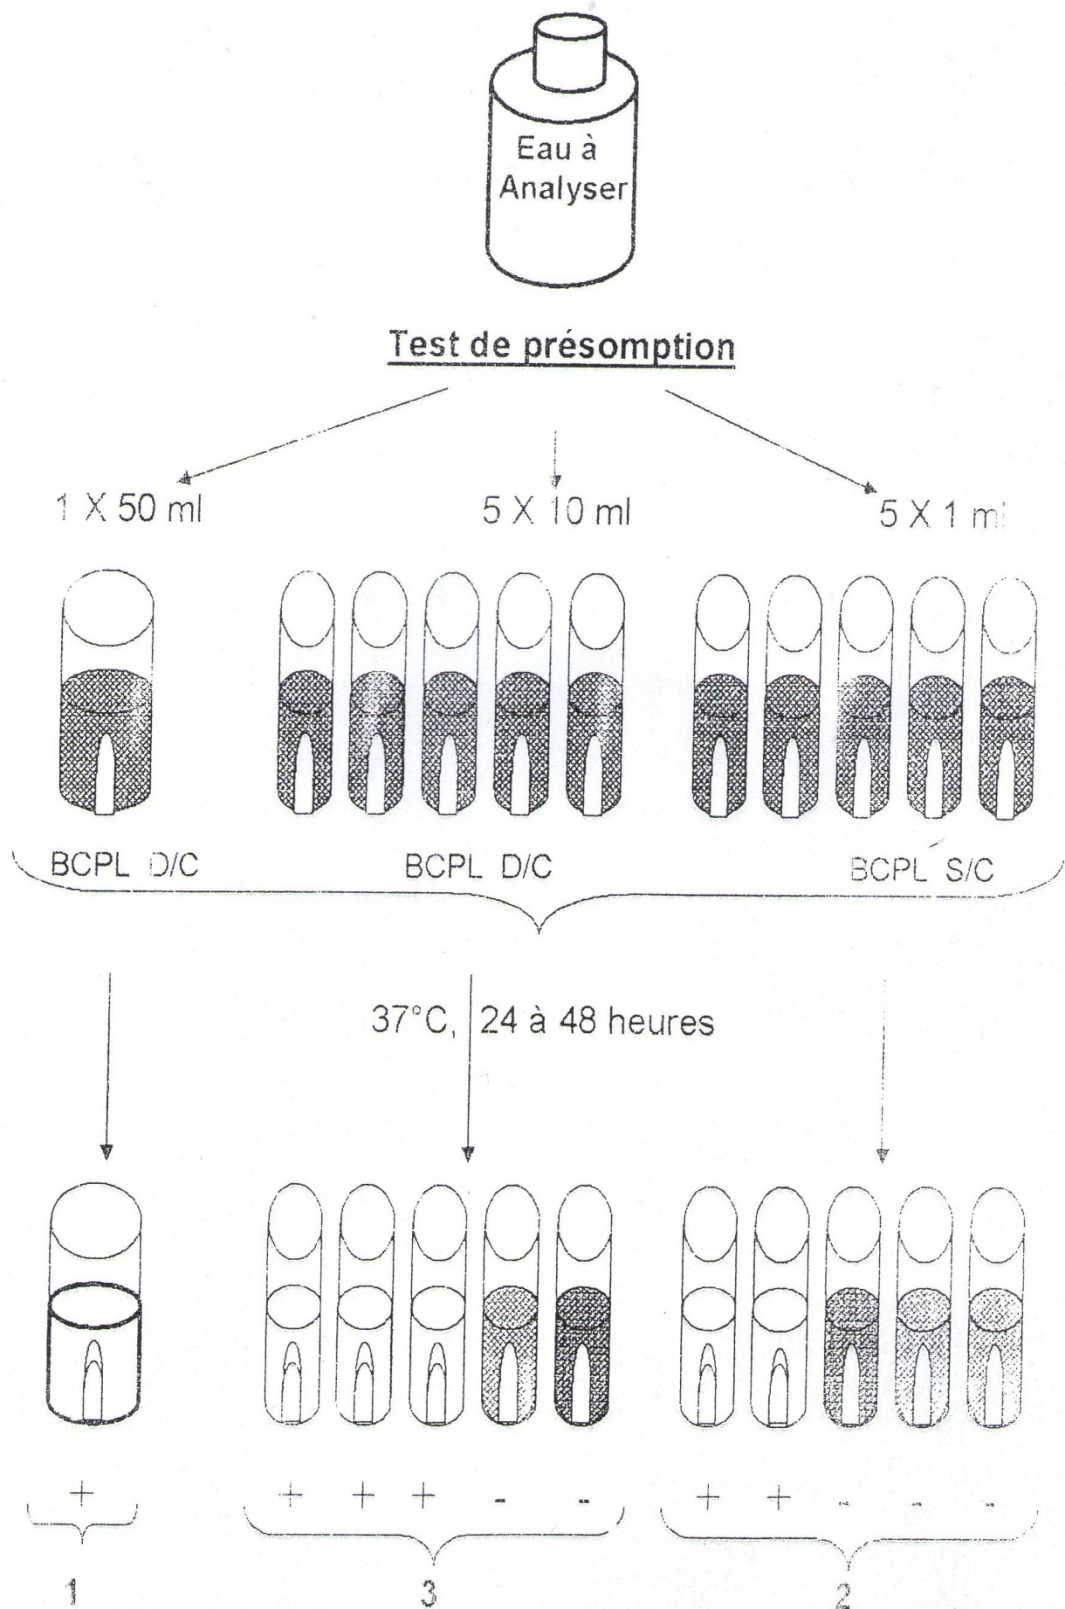 Eau à
Analyser
Test de présomption
1 X 50 ml
5 X 10 ml
5 X 1 ml
BCPL D/C
BCPL D/C
BCPL S/C
37°C, 24 à 48 heures
+
+ + + - -
+ + - - -
1
3
2